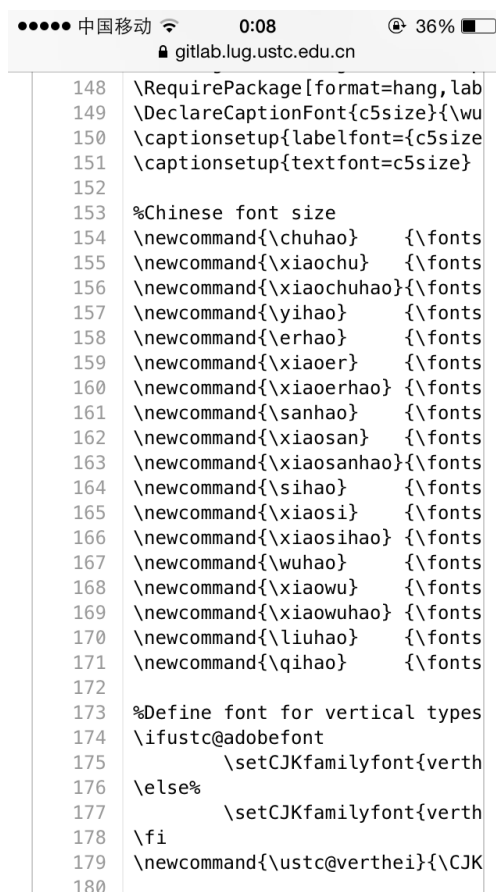 中国移动 0:08 36%
gitlab.lug.ustc.edu.cn
148 \RequirePackage[format=hang,lab
149 \DeclareCaptionFont{c5size}{\wu
150 \captionsetup{labelfont={c5size
151 \captionsetup{textfont=c5size}
152
153 %Chinese font size
154 \newcommand{\chuhao}    {\fonts
155 \newcommand{\xiaochu}   {\fonts
156 \newcommand{\xiaochuhao}{\fonts
157 \newcommand{\yihao}     {\fonts
158 \newcommand{\erhao}     {\fonts
159 \newcommand{\xiaoer}    {\fonts
160 \newcommand{\xiaoerhao} {\fonts
161 \newcommand{\sanhao}    {\fonts
162 \newcommand{\xiaosan}   {\fonts
163 \newcommand{\xiaosanhao}{\fonts
164 \newcommand{\sihao}     {\fonts
165 \newcommand{\xiaosi}    {\fonts
166 \newcommand{\xiaosihao} {\fonts
167 \newcommand{\wuhao}     {\fonts
168 \newcommand{\xiaowu}    {\fonts
169 \newcommand{\xiaowuhao} {\fonts
170 \newcommand{\liuhao}    {\fonts
171 \newcommand{\qihao}     {\fonts
172
173 %Define font for vertical types
174 \ifustc@adobefont
175         \setCJKfamilyfont{verth
176 \else%
177         \setCJKfamilyfont{verth
178 \fi
179 \newcommand{\ustc@verthei}{\CJK
180